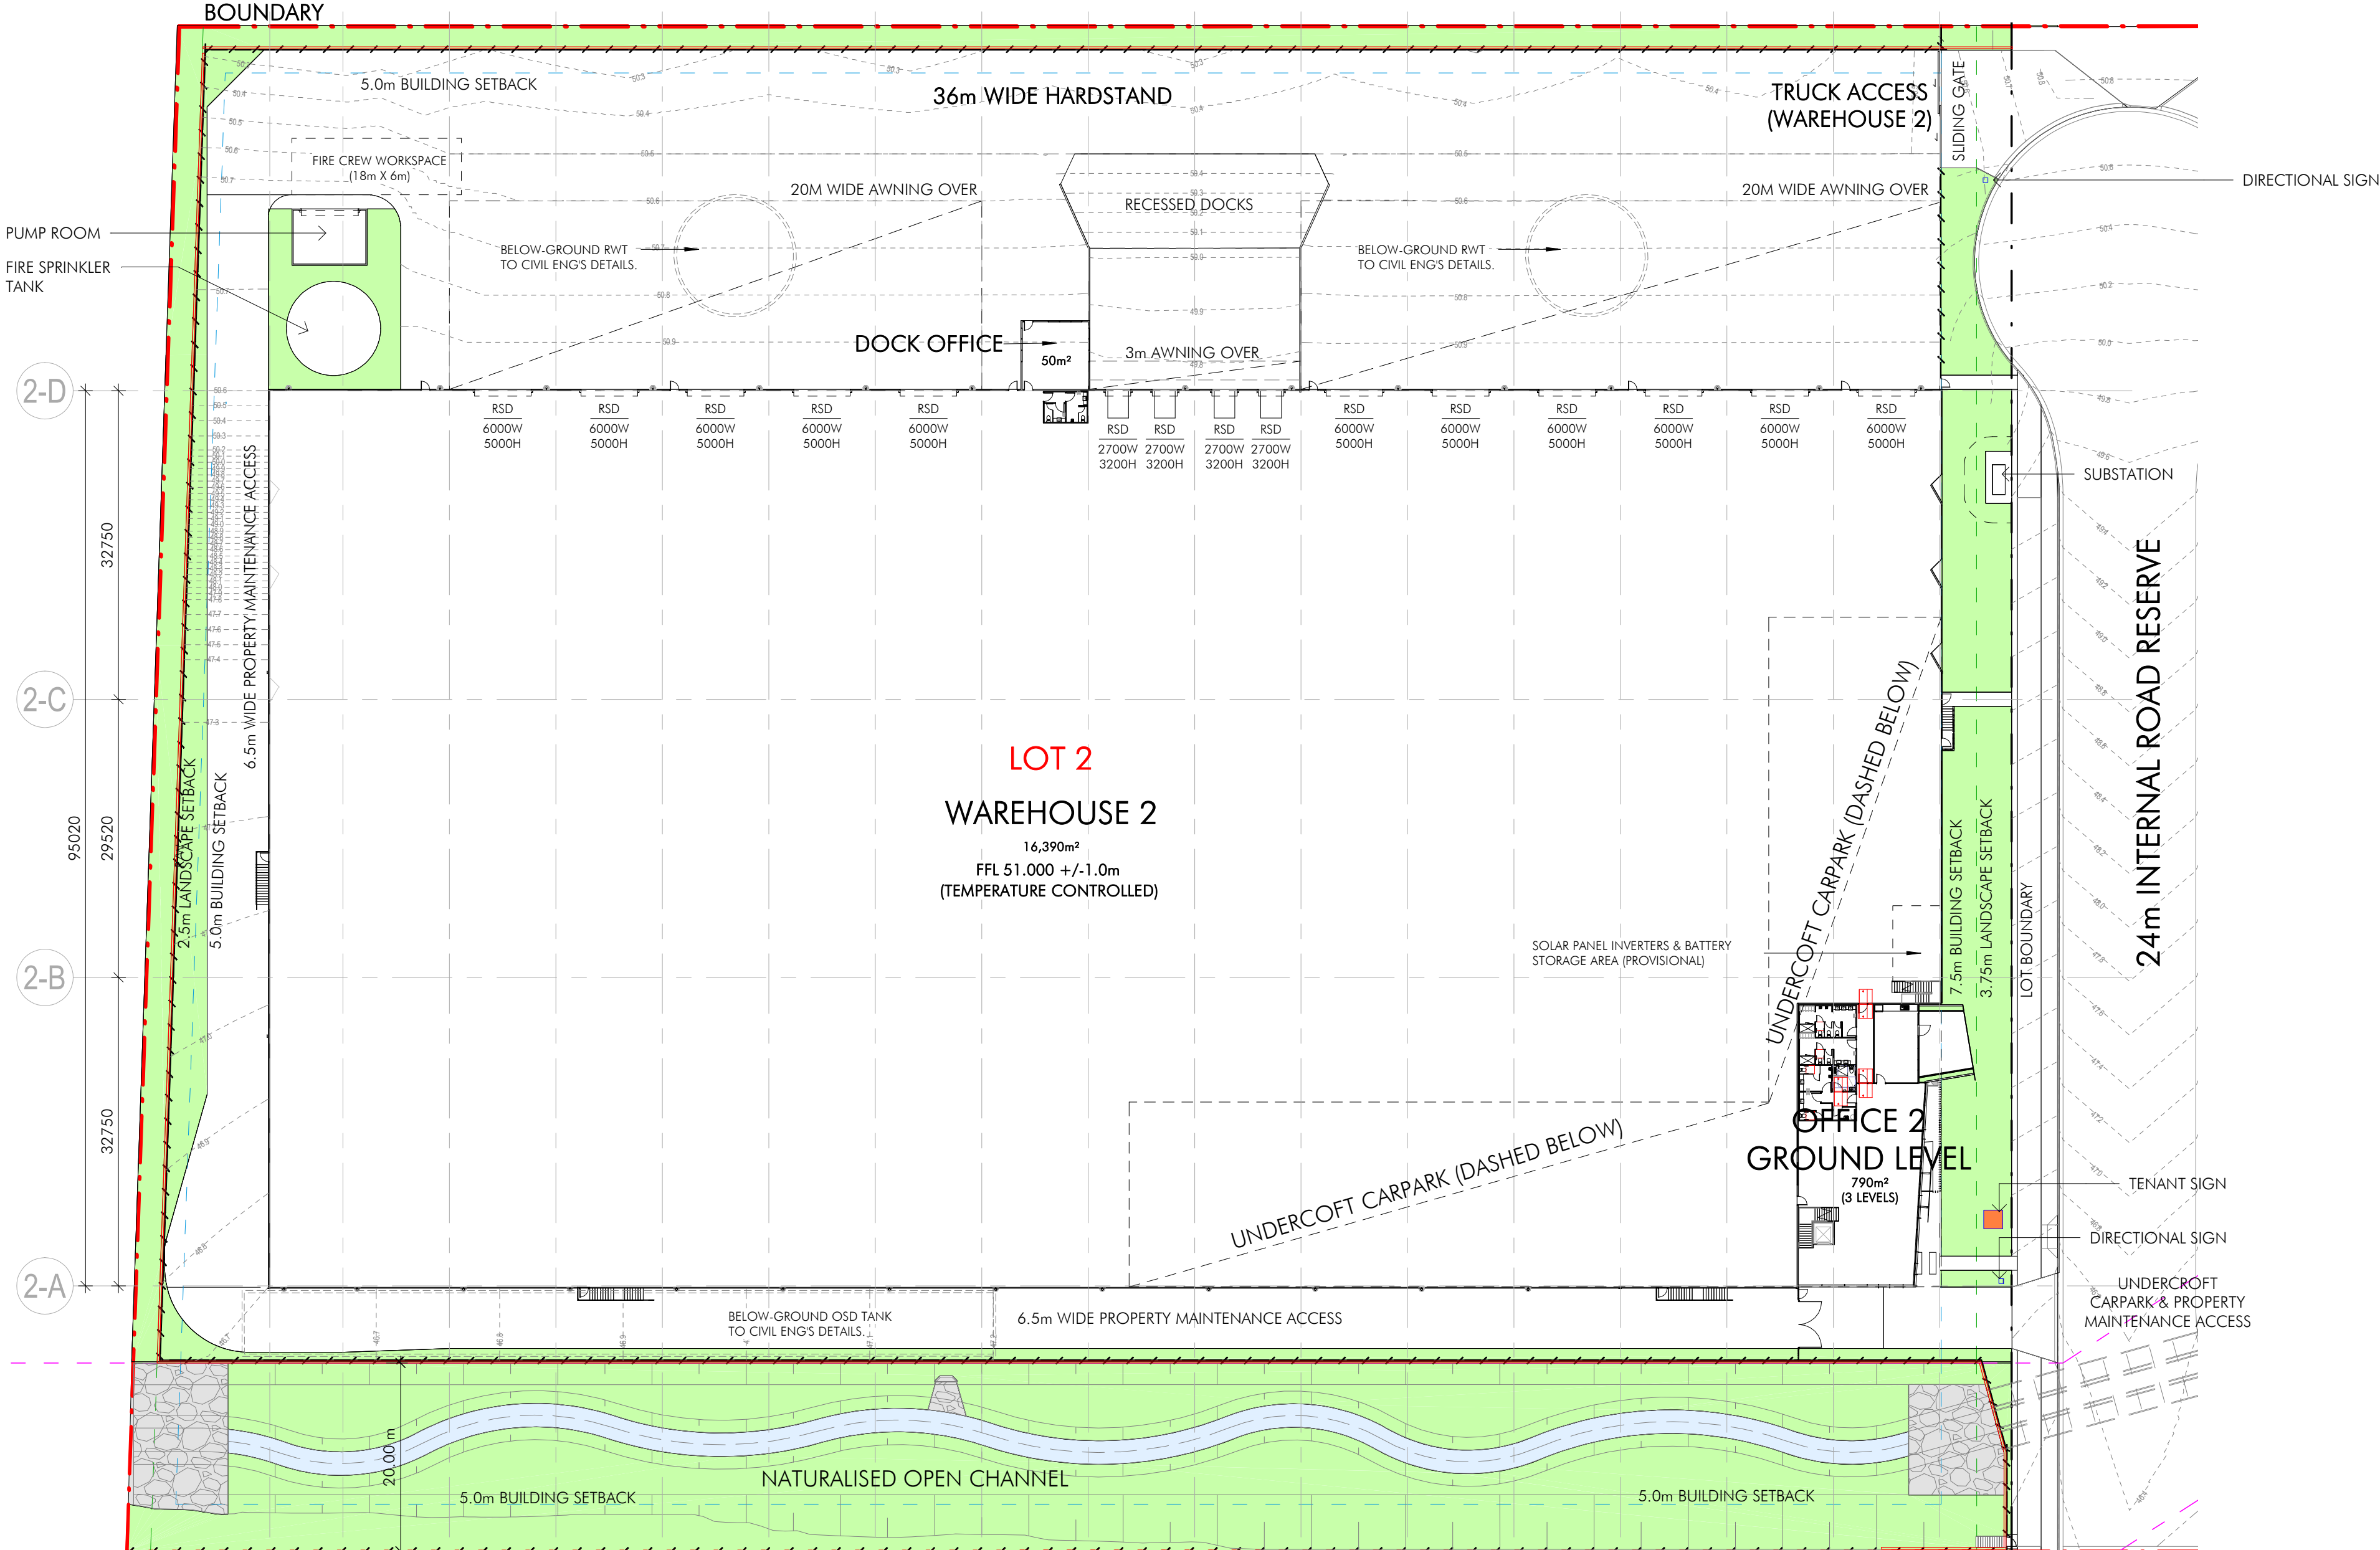 BOUNDARY
5.0m BUILDING SETBACK
36m WIDE HARDSTAND
TRUCK ACCESS
(WAREHOUSE 2)
SLIDING GATE
FIRE CREW WORKSPACE
(18m X 6m)
20M WIDE AWNING OVER
RECESSED DOCKS
20M WIDE AWNING OVER
DIRECTIONAL SIGN
PUMP ROOM
FIRE SPRINKLER
TANK
BELOW-GROUND RWT
TO CIVIL ENG'S DETAILS.
BELOW-GROUND RWT
TO CIVIL ENG'S DETAILS.
DOCK OFFICE
50m²
3m AWNING OVER
2-D
RSD
6000W
5000H
RSD
6000W
5000H
RSD
6000W
5000H
RSD
6000W
5000H
RSD
6000W
5000H
RSD
2700W
3200H
RSD
2700W
3200H
RSD
2700W
3200H
RSD
2700W
3200H
RSD
6000W
5000H
RSD
6000W
5000H
RSD
6000W
5000H
RSD
6000W
5000H
RSD
6000W
5000H
RSD
6000W
5000H
SUBSTATION
32750
6.5m WIDE PROPERTY MAINTENANCE ACCESS
24m INTERNAL ROAD RESERVE
2-C
LOT 2
WAREHOUSE 2
16,390m²
FFL 51.000 +/-1.0m
(TEMPERATURE CONTROLLED)
95020
29520
2.5m LANDSCAPE SETBACK
5.0m BUILDING SETBACK
UNDERCOFT CARPARK (DASHED BELOW)
7.5m BUILDING SETBACK
3.75m LANDSCAPE SETBACK
LOT BOUNDARY
SOLAR PANEL INVERTERS & BATTERY
STORAGE AREA (PROVISIONAL)
2-B
32750
UNDERCOFT CARPARK (DASHED BELOW)
OFFICE 2
GROUND LEVEL
790m²
(3 LEVELS)
TENANT SIGN
DIRECTIONAL SIGN
2-A
UNDERCROFT
CARPARK & PROPERTY
MAINTENANCE ACCESS
BELOW-GROUND OSD TANK
TO CIVIL ENG'S DETAILS.
6.5m WIDE PROPERTY MAINTENANCE ACCESS
20.00 m
NATURALISED OPEN CHANNEL
5.0m BUILDING SETBACK
5.0m BUILDING SETBACK